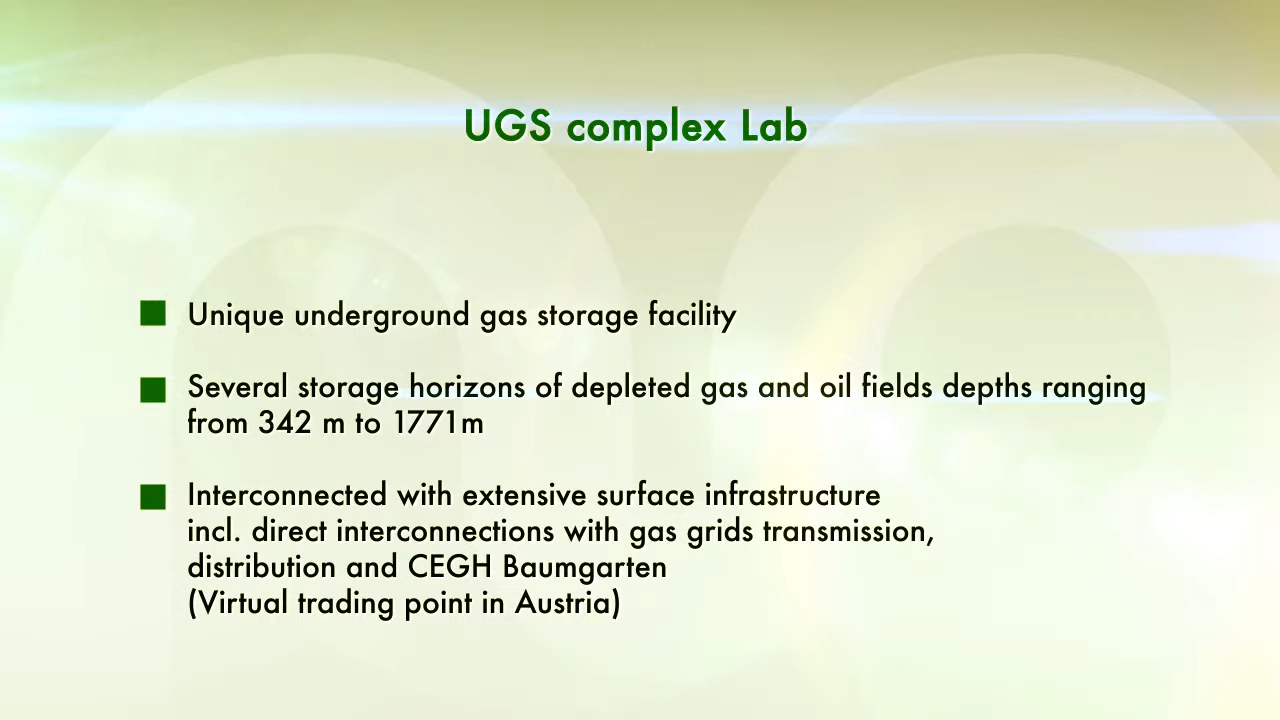 UGS complex Lab
Unique underground gas storage facility
Several storage horizons of depleted gas and oil fields depths ranging
from 342 m to 1771m
Interconnected with extensive surface infrastructure
incl. direct interconnections with gas grids transmission,
distribution and CEGH Baumgarten
(Virtual trading point in Austria)